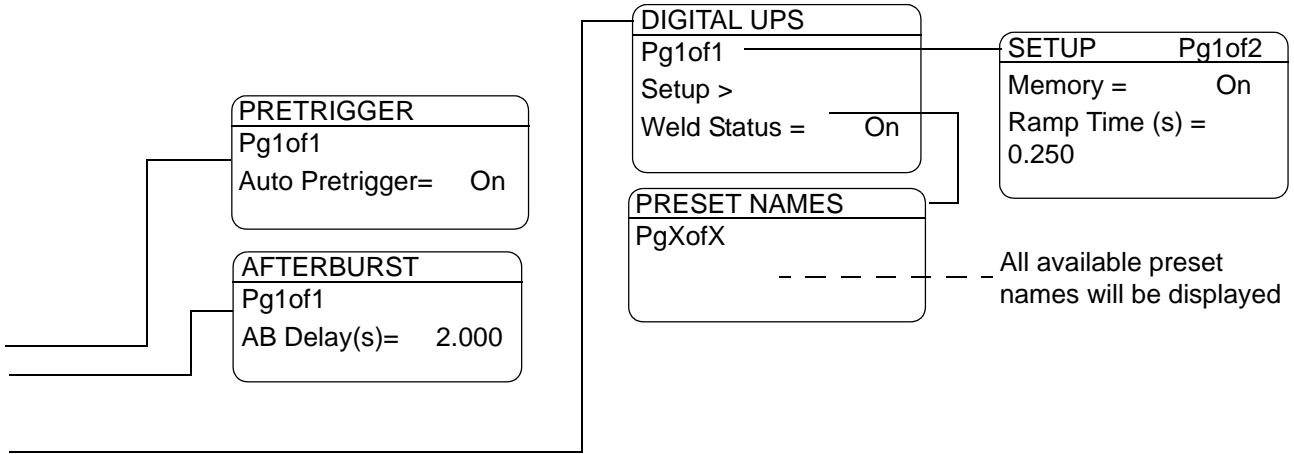 PRETRIGGER
Pg1of1
Auto Pretrigger= On
AFTERBURST
Pg1of1
AB Delay(s)= 2.000
DIGITAL UPS
Pg1of1
Setup >
Weld Status = On
PRESET NAMES
PgXofX
SETUP Pg1of2
Memory = On
Ramp Time (s) =
0.250
All available preset
names will be displayed